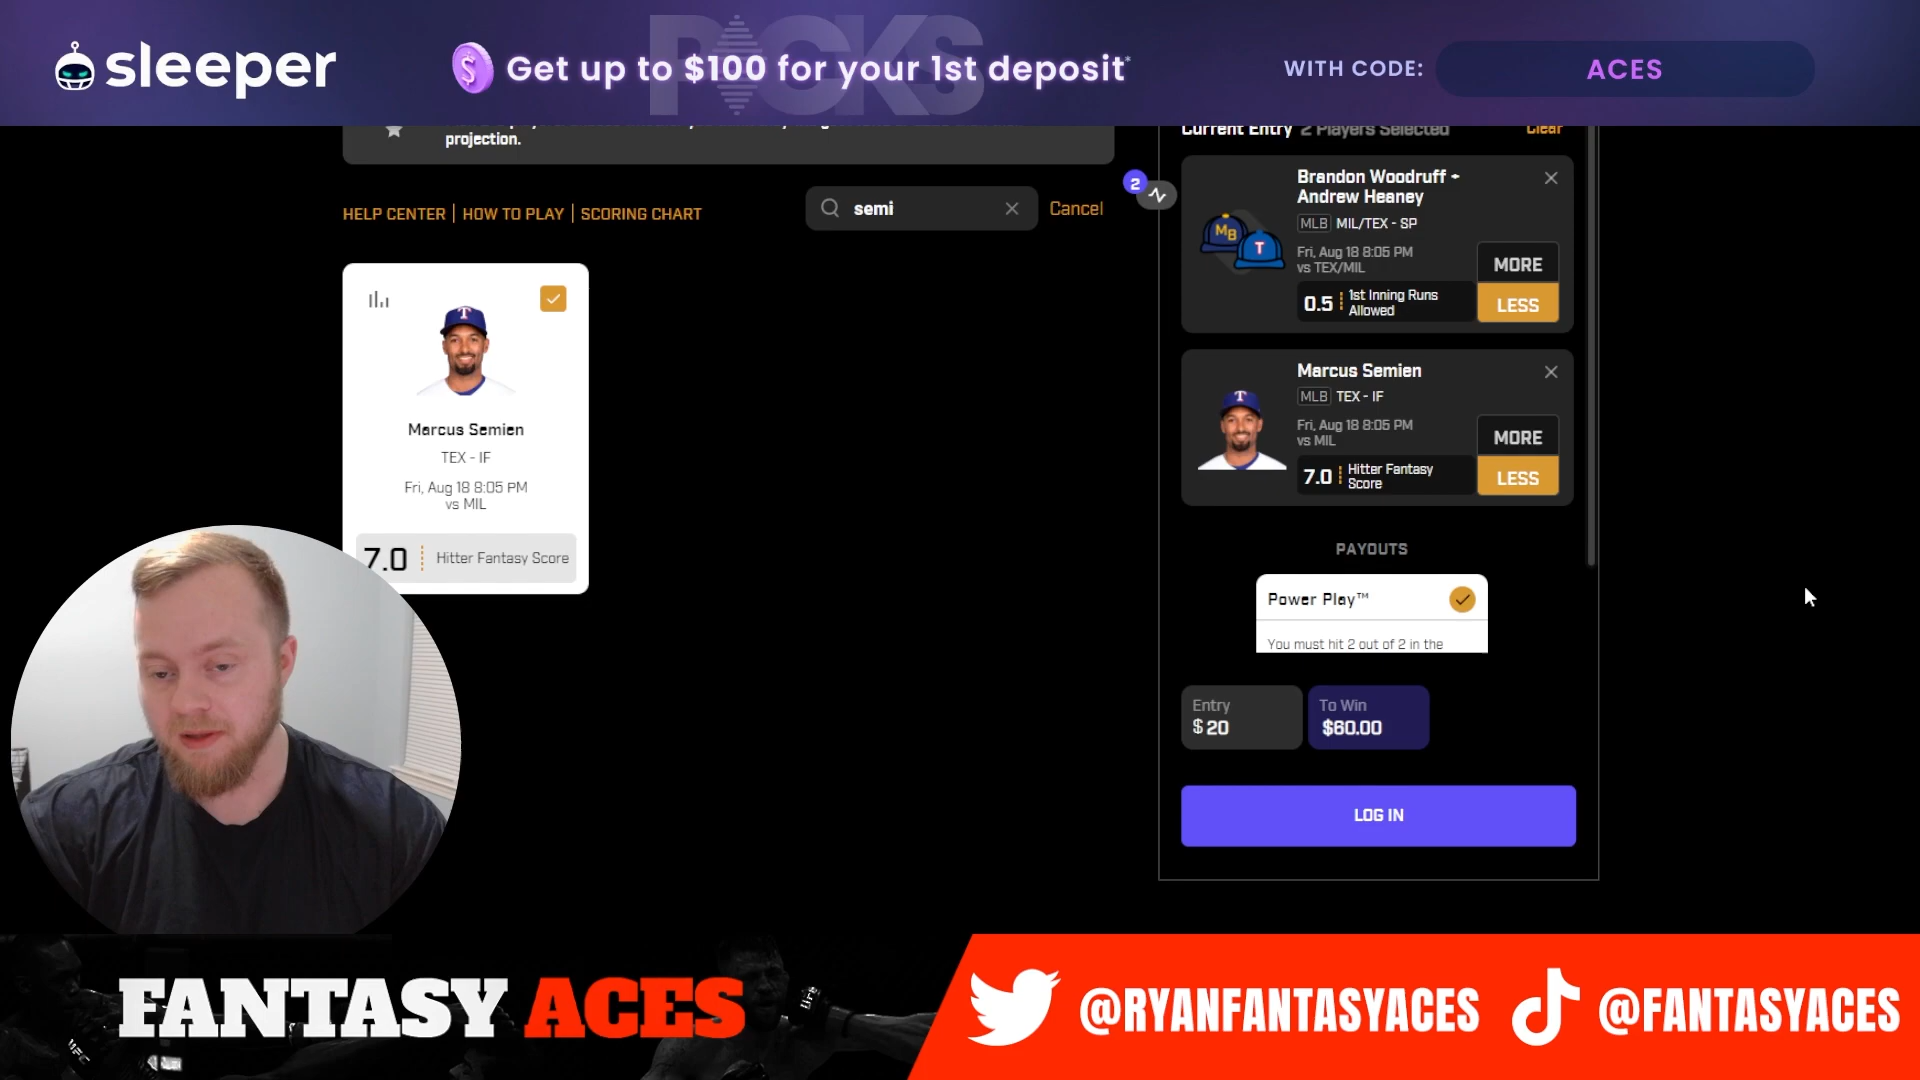 sleeper
PICKS
Get up to $100 for your 1st deposit*
WITH CODE:
ACES
projection.
HELP CENTER | HOW TO PLAY | SCORING CHART
semi
Cancel
Marcus Semien
TEX - IF
Fri, Aug 18 8:05 PM
vs MIL
7.0
Hitter Fantasy Score
Current Entry 2 Players Selected
Clear
2
Brandon Woodruff +
Andrew Heaney
MLB MIL/TEX - SP
Fri, Aug 18 8:05 PM
vs TEX/MIL
0.5
1st Inning Runs
Allowed
MORE
LESS
MB
T
Marcus Semien
MLB TEX - IF
Fri, Aug 18 8:05 PM
vs MIL
7.0
Hitter Fantasy
Score
MORE
LESS
PAYOUTS
Power Play™
You must hit 2 out of 2 in the
Entry
$ 20
To Win
$60.00
LOG IN
FANTASY ACES
@RYANFANTASYACES
@FANTASYACES
UFC